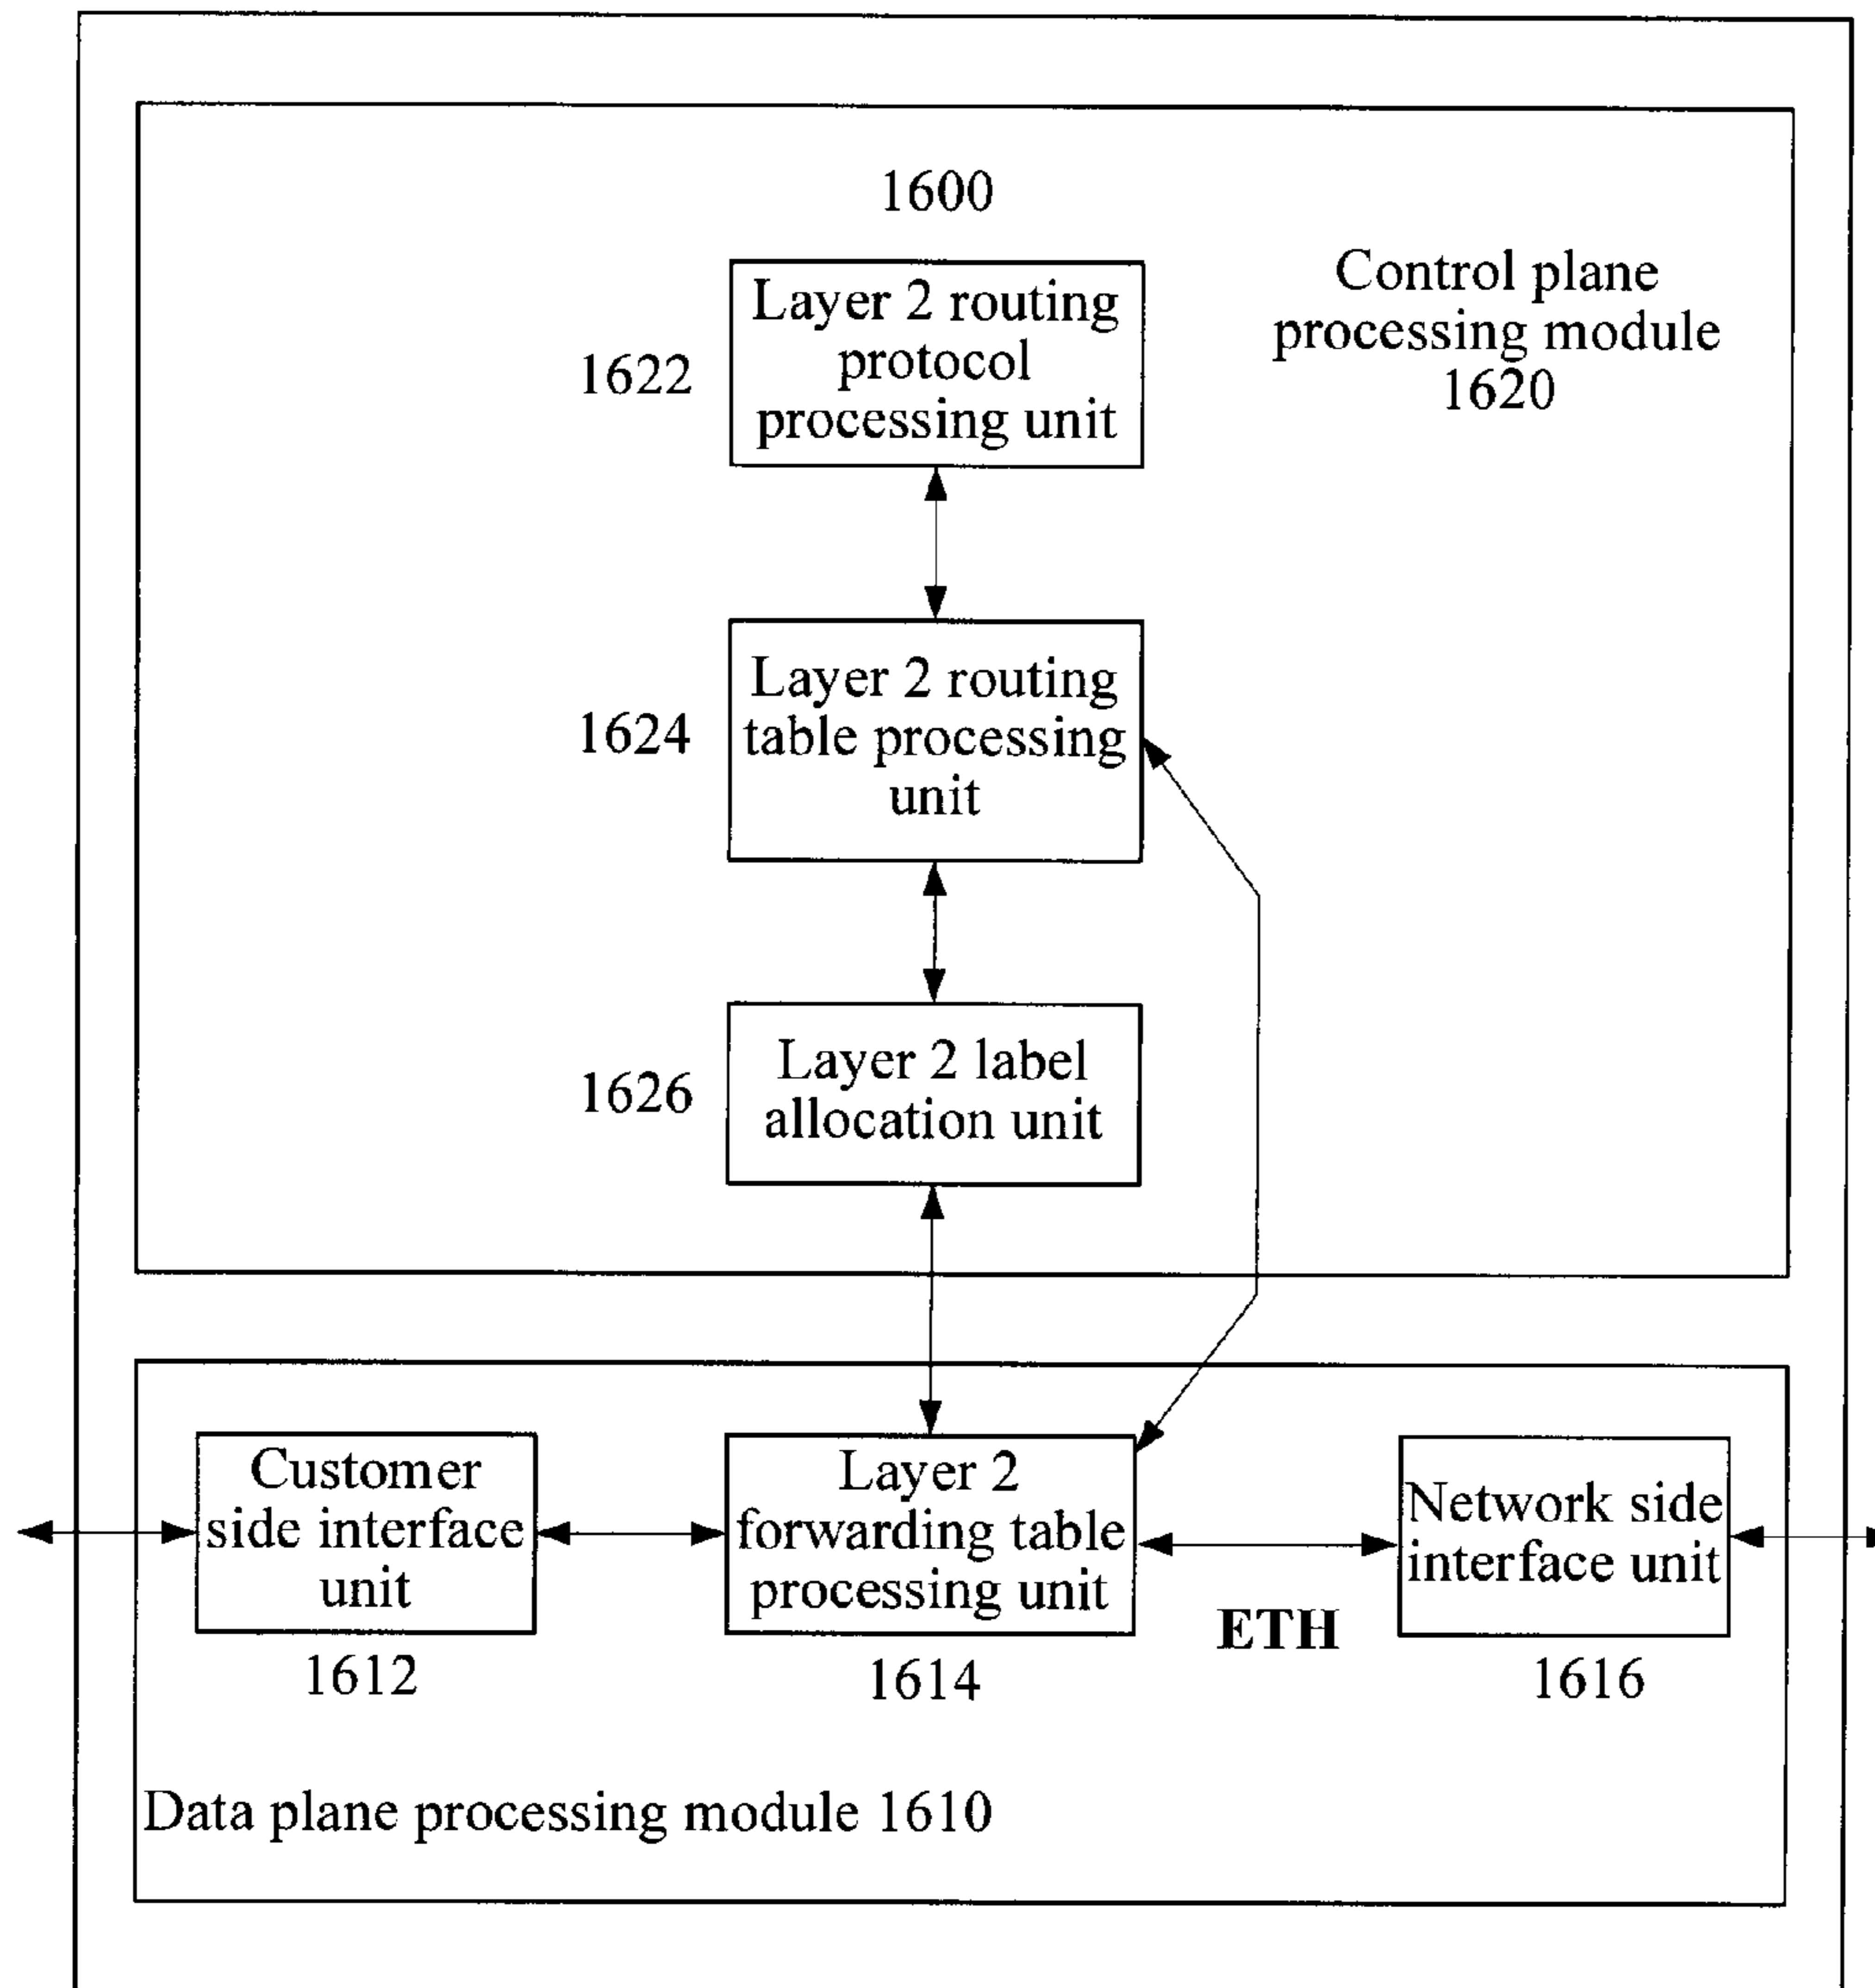 1600
Control plane
processing module
1620
Layer 2 routing
protocol
processing unit
1622
Layer 2 routing
table processing
unit
1624
Layer 2 label
allocation unit
1626
Customer
side interface
unit
1612
Layer 2
forwarding table
processing unit
1614
ETH
Network side
interface unit
1616
Data plane processing module 1610